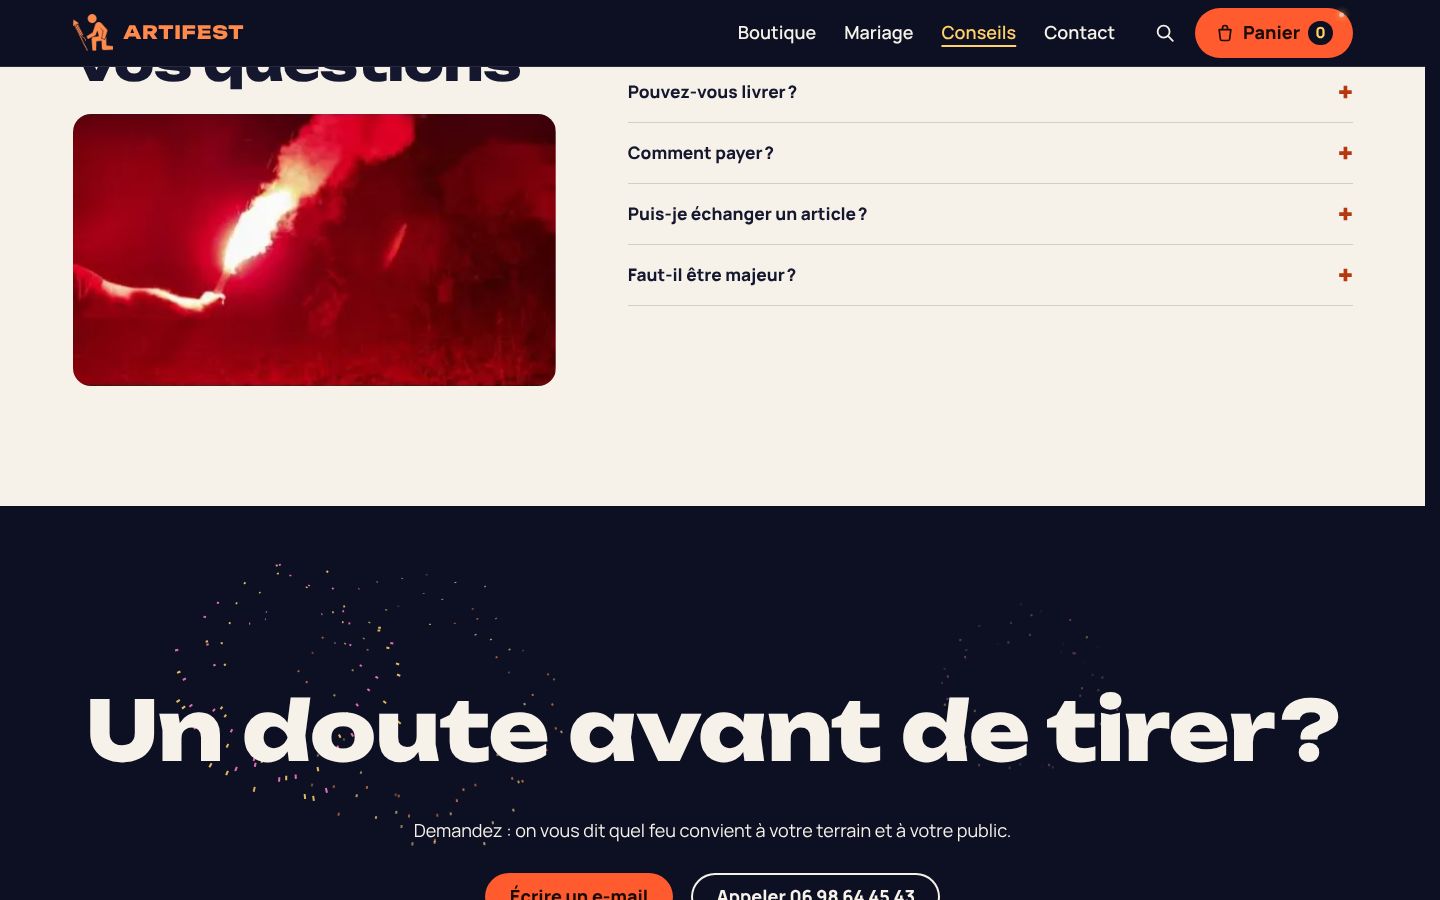 ARTIFEST
Boutique
Mariage
Conseils
Contact
Panier 0
vos questions
Pouvez-vous livrer ?
Comment payer ?
Puis-je échanger un article ?
Faut-il être majeur ?
Un doute avant de tirer ?
Demandez : on vous dit quel feu convient à votre terrain et à votre public.
Écrire un e-mail
Appeler 06 98 64 45 43